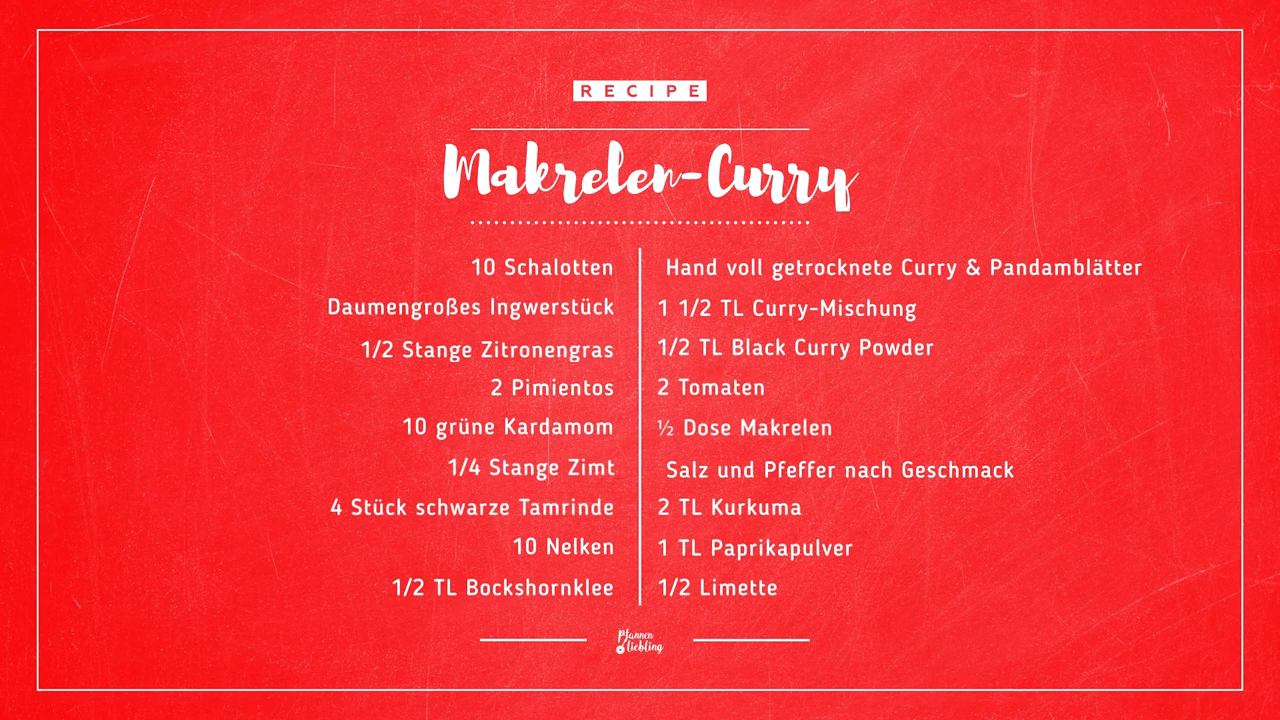 RECIPE
Makrelen-Curry
10 Schalotten
Daumengroßes Ingwerstück
1/2 Stange Zitronengras
2 Pimientos
10 grüne Kardamom
1/4 Stange Zimt
4 Stück schwarze Tamrinde
10 Nelken
1/2 TL Bockshornklee
Hand voll getrocknete Curry & Pandamblätter
1 1/2 TL Curry-Mischung
1/2 TL Black Curry Powder
2 Tomaten
½ Dose Makrelen
Salz und Pfeffer nach Geschmack
2 TL Kurkuma
1 TL Paprikapulver
1/2 Limette
Pfannen
liebling